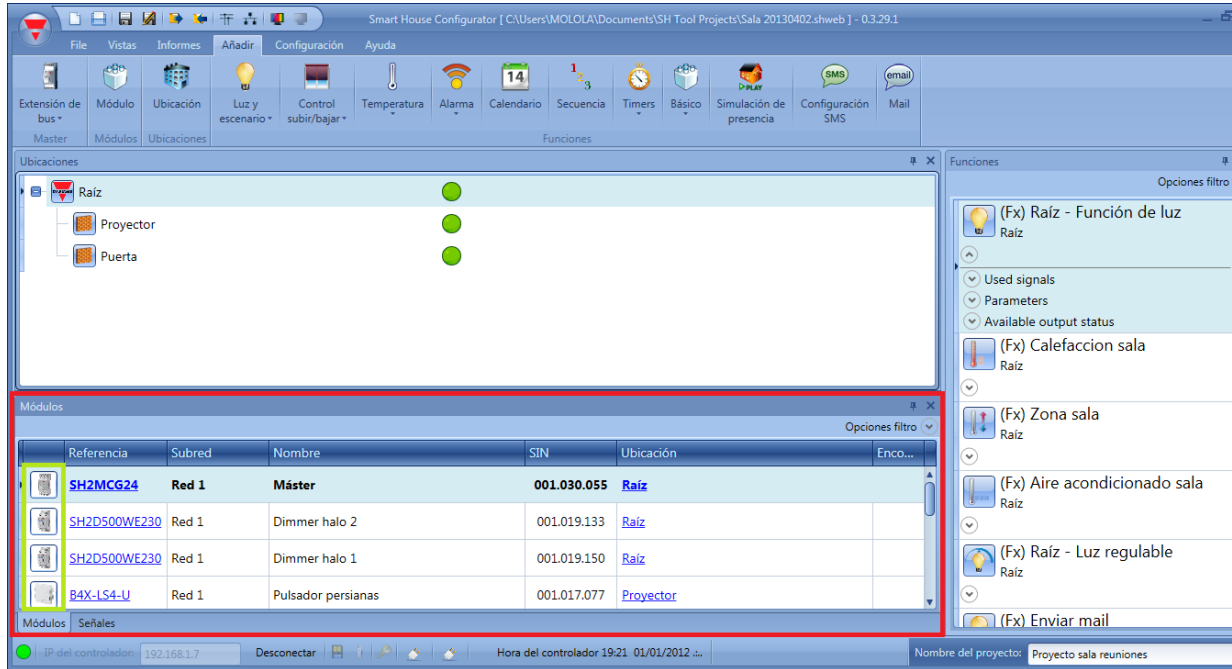 Smart House Configurator [ C:\Users\MOLOLA\Documents\SH Tool Projects\Sala 20130402.shweb ] - 0.3.29.1
File Vistas Informes Añadir Configuración Ayuda
Extensión de bus
Módulo
Ubicación
Luz y escenario
Control subir/bajar
Temperatura
Alarma
14
Calendario
1 2 3
Secuencia
Timers
Básico
PLAY
Simulación de presencia
SMS
Configuración SMS
email
Mail
Master Módulos Ubicaciones Funciones
Ubicaciones
Raíz
Proyector
Puerta
Módulos
Opciones filtro
Referencia Subred Nombre SIN Ubicación Enco...
SH2MCG24 Red 1 Máster 001.030.055 Raíz
SH2D500WE230 Red 1 Dimmer halo 2 001.019.133 Raíz
SH2D500WE230 Red 1 Dimmer halo 1 001.019.150 Raíz
B4X-LS4-U Red 1 Pulsador persianas 001.017.077 Proyector
Módulos Señales
Funciones
Opciones filtro
(Fx) Raíz - Función de luz
Raíz
Used signals
Parameters
Available output status
(Fx) Calefaccion sala
Raíz
(Fx) Zona sala
Raíz
(Fx) Aire acondicionado sala
Raíz
(Fx) Raíz - Luz regulable
Raíz
(Fx) Enviar mail
IP del controlador: 192.168.1.7 Desconectar Hora del controlador 19:21 01/01/2012 .:. Nombre del proyecto: Proyecto sala reuniones